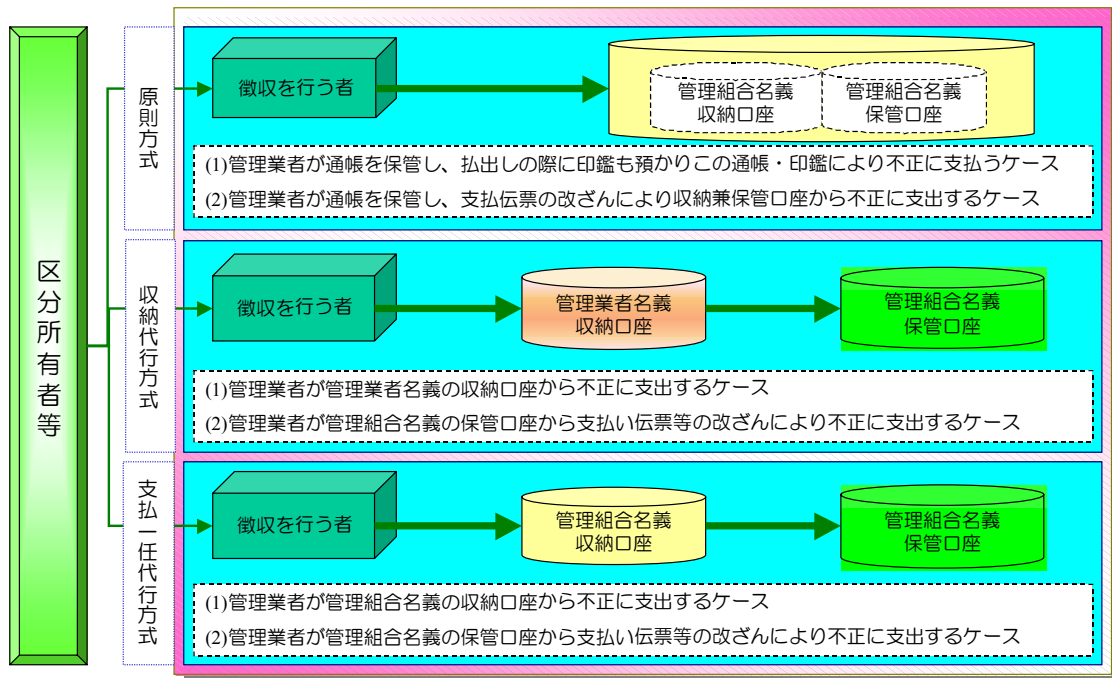 区分所有者等
原則方式
徴収を行う者
管理組合名義
収納口座
管理組合名義
保管口座
(1)管理業者が通帳を保管し、払出しの際に印鑑も預かりこの通帳・印鑑により不正に支払うケース
(2)管理業者が通帳を保管し、支払伝票の改ざんにより収納兼保管口座から不正に支出するケース
収納代行方式
徴収を行う者
管理業者名義
収納口座
管理組合名義
保管口座
(1)管理業者が管理業者名義の収納口座から不正に支出するケース
(2)管理業者が管理組合名義の保管口座から支払い伝票等の改ざんにより不正に支出するケース
支払一任代行方式
徴収を行う者
管理組合名義
収納口座
管理組合名義
保管口座
(1)管理業者が管理組合名義の収納口座から不正に支出するケース
(2)管理業者が管理組合名義の保管口座から支払い伝票等の改ざんにより不正に支出するケース